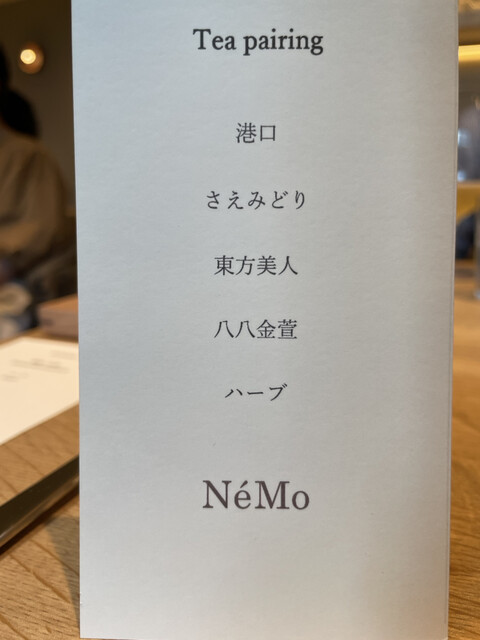 Tea pairing
港口
さえみどり
東方美人
八八金萱
ハーブ
NéMo